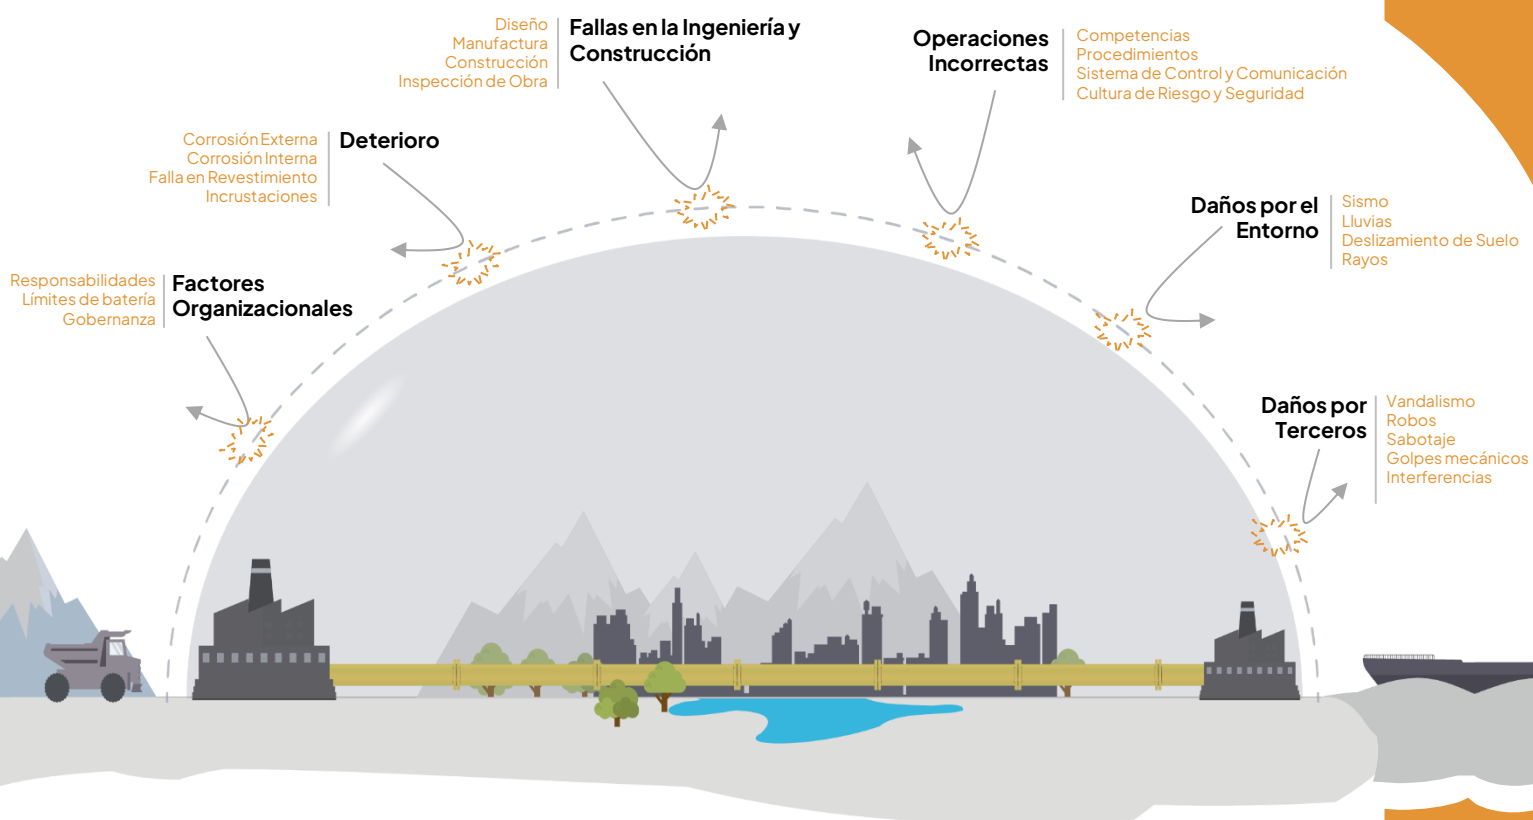 Diseño
Manufactura
Construcción
Inspección de Obra
Fallas en la Ingeniería y
Construcción
Operaciones
Incorrectas
Competencias
Procedimientos
Sistema de Control y Comunicación
Cultura de Riesgo y Seguridad
Corrosión Externa
Corrosión Interna
Falla en Revestimiento
Incrustaciones
Deterioro
Daños por el
Entorno
Sismo
Lluvias
Deslizamiento de Suelo
Rayos
Responsabilidades
Límites de batería
Gobernanza
Factores
Organizacionales
Daños por
Terceros
Vandalismo
Robos
Sabotaje
Golpes mecánicos
Interferencias